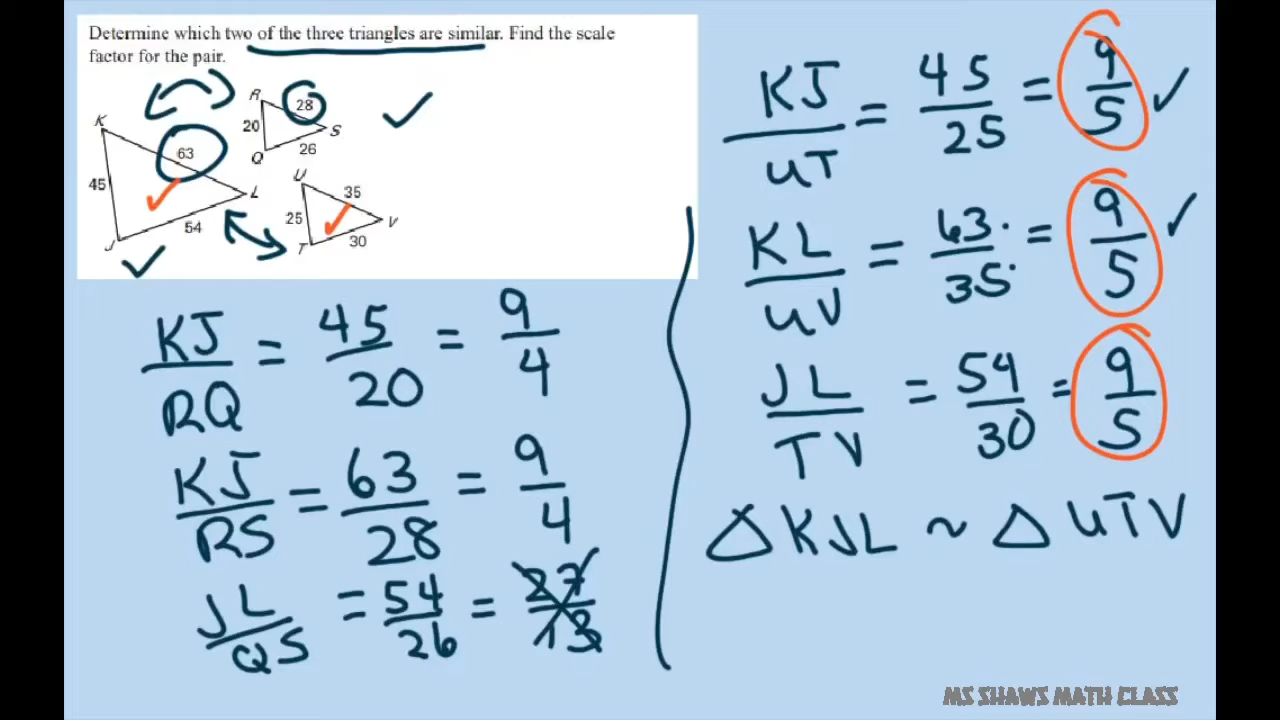 Determine which two of the three triangles are similar. Find the scale
factor for the pair.
K
45
63
L
54
J
R
28
20
S
Q
26
U
35
25
V
T
30
KJ/RQ = 45/20 = 9/4
KJ/RS = 63/28 = 9/4
JL/QS = 54/26 = 27/13
KJ/UT = 45/25 = 9/5
KL/UV = 63/35 = 9/5
JL/TV = 54/30 = 9/5
△KJL ~ △UTV
MS SHAWS MATH CLASS